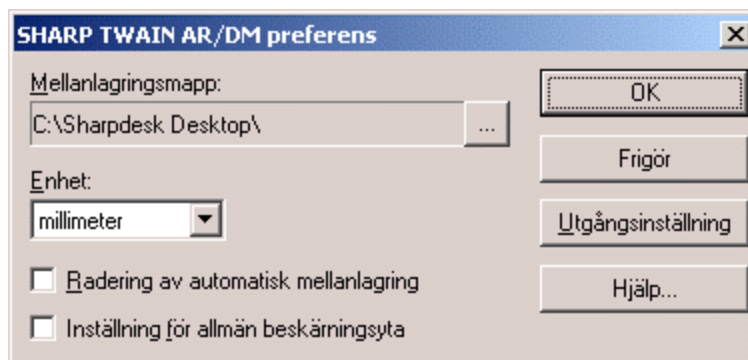 SHARP TWAIN AR/DM preferens
Mellanlagringsmapp:
C:\Sharpdesk Desktop\
...
Enhet:
millimeter
Radering av automatisk mellanlagring
Inställning för allmän beskärningsyta
OK
Frigör
Utgångsinställning
Hjälp...